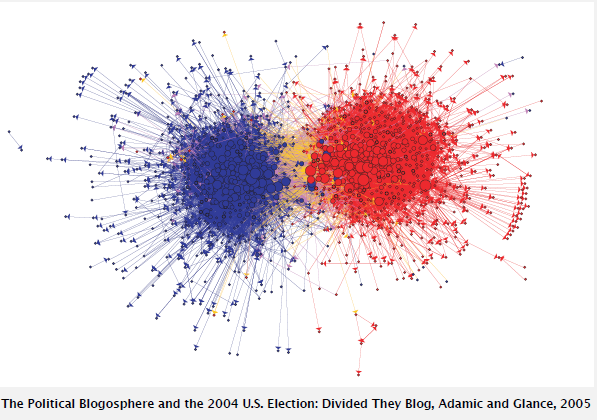 The Political Blogosphere and the 2004 U.S. Election: Divided They Blog, Adamic and Glance, 2005